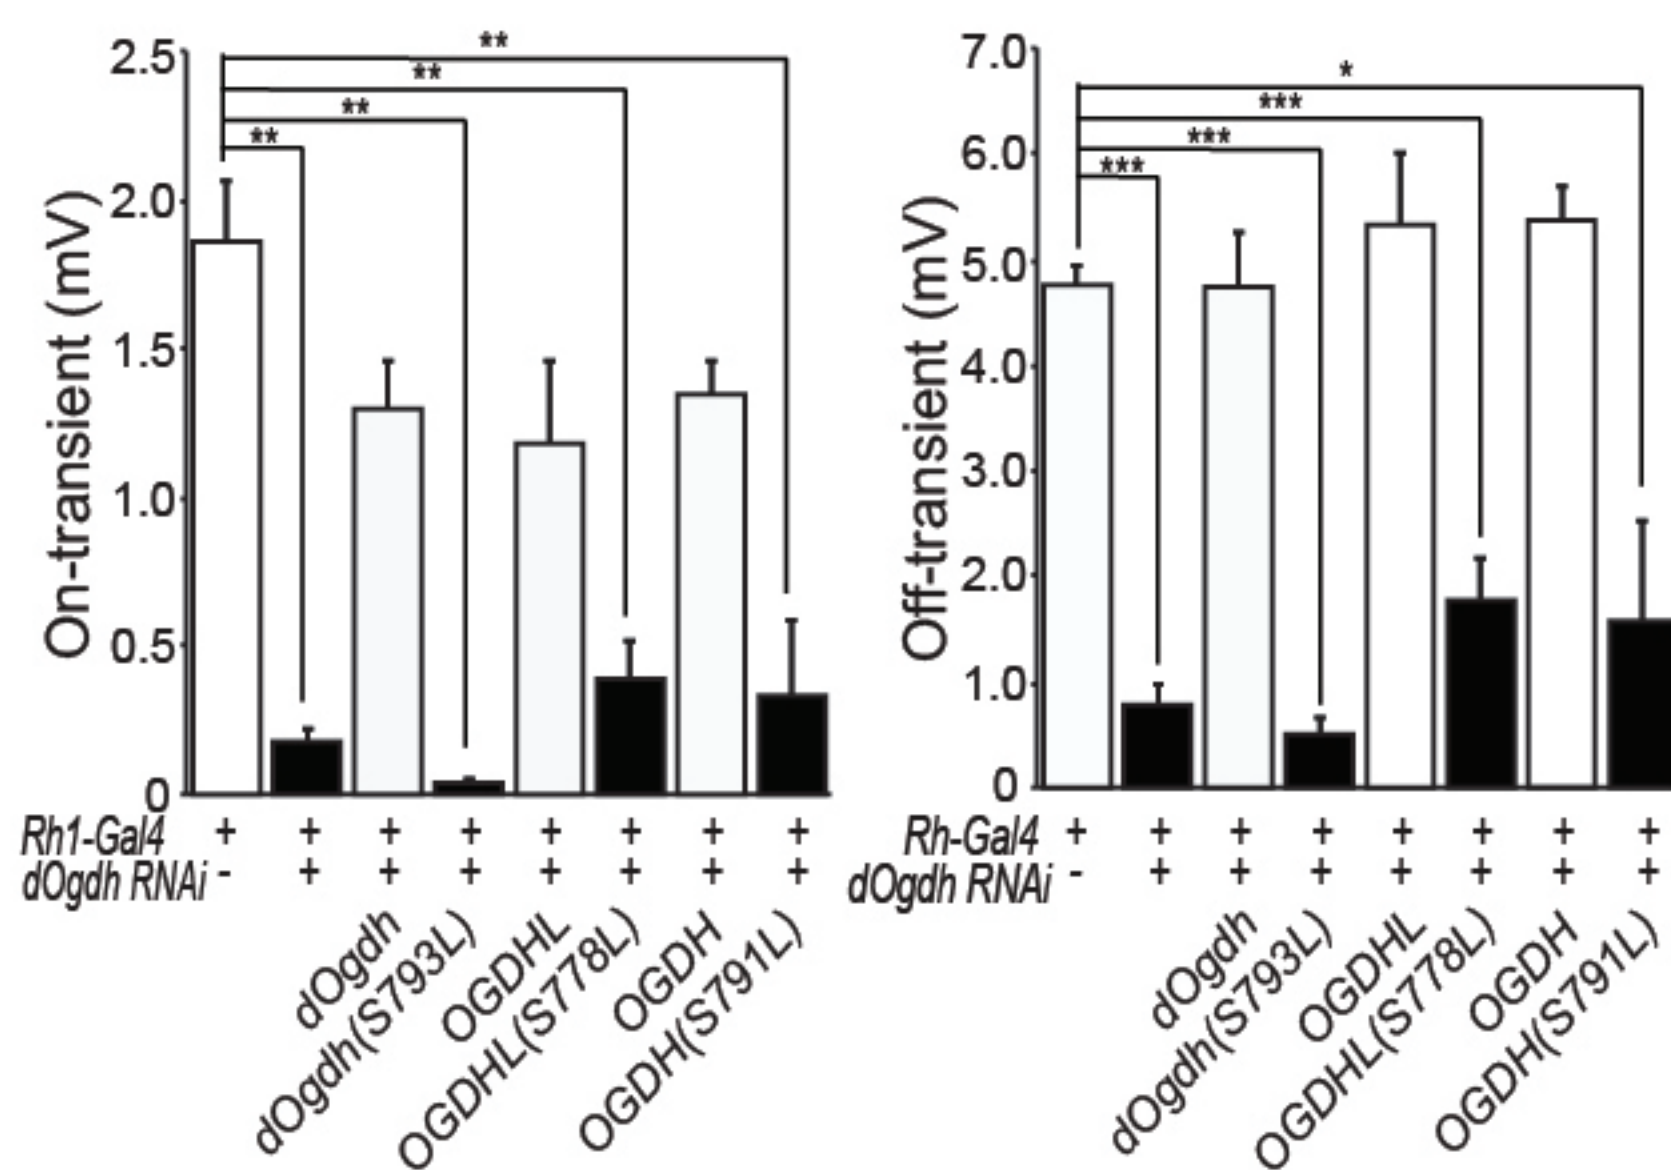 On-transient (mV)
2.5
2.0
1.5
1.0
0.5
0
**
**
**
**
Rh1-Gal4 + + + + + + + +
dOgdh RNAi - + + + + + + +
dOgdh
dOgdh(S793L)
OGDHL
OGDHL(S778L)
OGDH
OGDH(S791L)
Off-transient (mV)
7.0
6.0
5.0
4.0
3.0
2.0
1.0
0
*
***
***
***
Rh-Gal4 + + + + + + + +
dOgdh RNAi - + + + + + + +
dOgdh
dOgdh(S793L)
OGDHL
OGDHL(S778L)
OGDH
OGDH(S791L)